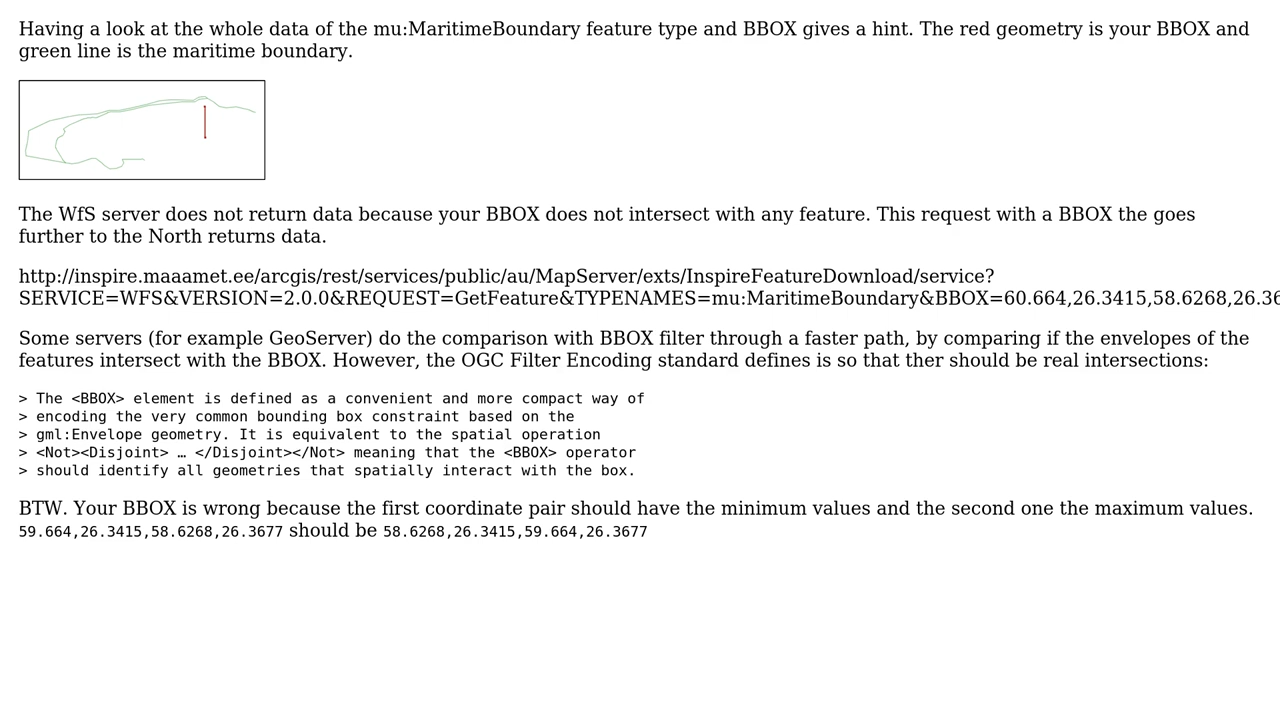 Having a look at the whole data of the mu:MaritimeBoundary feature type and BBOX gives a hint. The red geometry is your BBOX and
green line is the maritime boundary.
The WfS server does not return data because your BBOX does not intersect with any feature. This request with a BBOX the goes
further to the North returns data.
http://inspire.maaamet.ee/arcgis/rest/services/public/au/MapServer/exts/InspireFeatureDownload/service?
SERVICE=WFS&VERSION=2.0.0&REQUEST=GetFeature&TYPENAMES=mu:MaritimeBoundary&BBOX=60.664,26.3415,58.6268,26.36
Some servers (for example GeoServer) do the comparison with BBOX filter through a faster path, by comparing if the envelopes of the
features intersect with the BBOX. However, the OGC Filter Encoding standard defines is so that ther should be real intersections:
> The <BBOX> element is defined as a convenient and more compact way of
> encoding the very common bounding box constraint based on the
> gml:Envelope geometry. It is equivalent to the spatial operation
> <Not><Disjoint> … </Disjoint></Not> meaning that the <BBOX> operator
> should identify all geometries that spatially interact with the box.
BTW. Your BBOX is wrong because the first coordinate pair should have the minimum values and the second one the maximum values.
59.664,26.3415,58.6268,26.3677 should be 58.6268,26.3415,59.664,26.3677